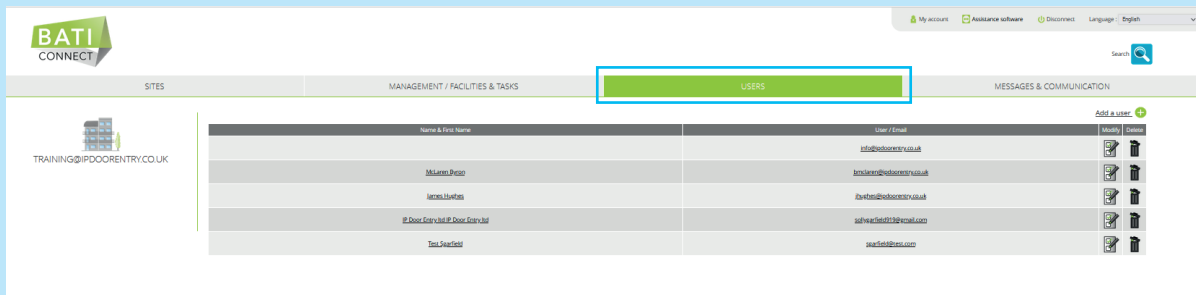 My account Assistance software Disconnect Language : English
BATI
CONNECT
Search
SITES MANAGEMENT / FACILITIES & TASKS USERS MESSAGES & COMMUNICATION
Add a user
TRAINING@IPDOORENTRY.CO.UK
Name & First Name User / Email Modify Delete
info@ipdoorentry.co.uk
McLaren Byron bmclaren@ipdoorentry.co.uk
James Hughes jhughes@ipdoorentry.co.uk
IP Door Entry ltd IP Door Entry ltd sollygarfield919@gmail.com
Test Sgarfield sgarfield@test.com